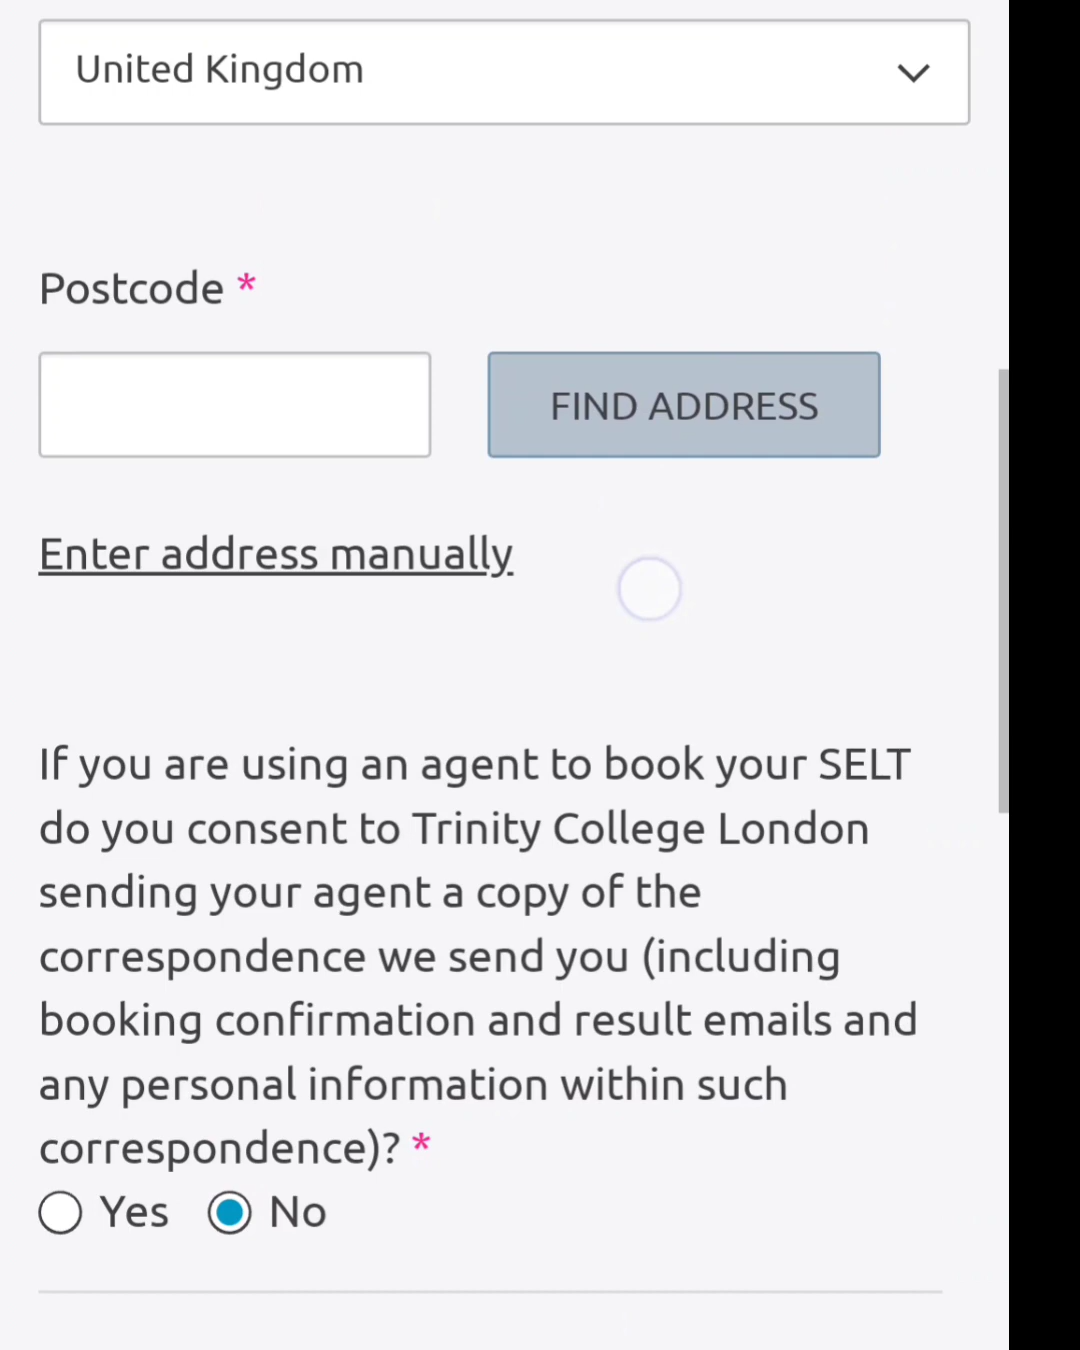 United Kingdom
Postcode *
FIND ADDRESS
Enter address manually
If you are using an agent to book your SELT
do you consent to Trinity College London
sending your agent a copy of the
correspondence we send you (including
booking confirmation and result emails and
any personal information within such
correspondence)? *
Yes No